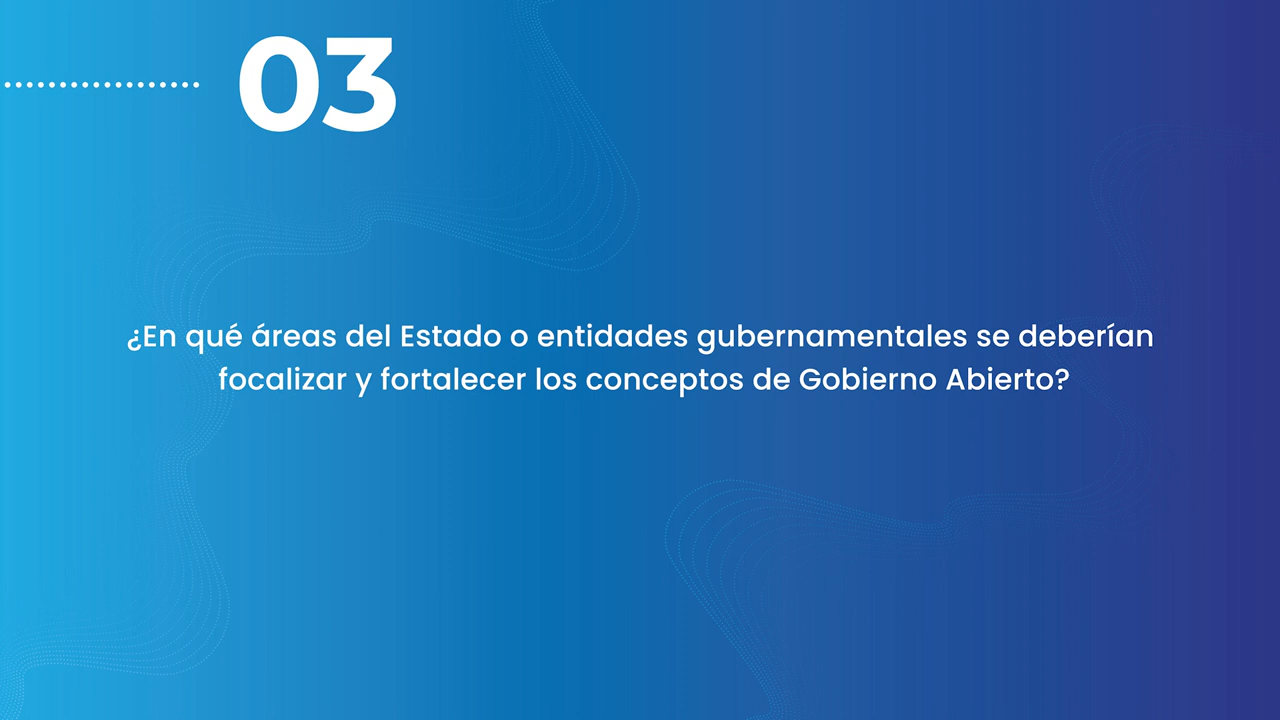 03
¿En qué áreas del Estado o entidades gubernamentales se deberían
focalizar y fortalecer los conceptos de Gobierno Abierto?